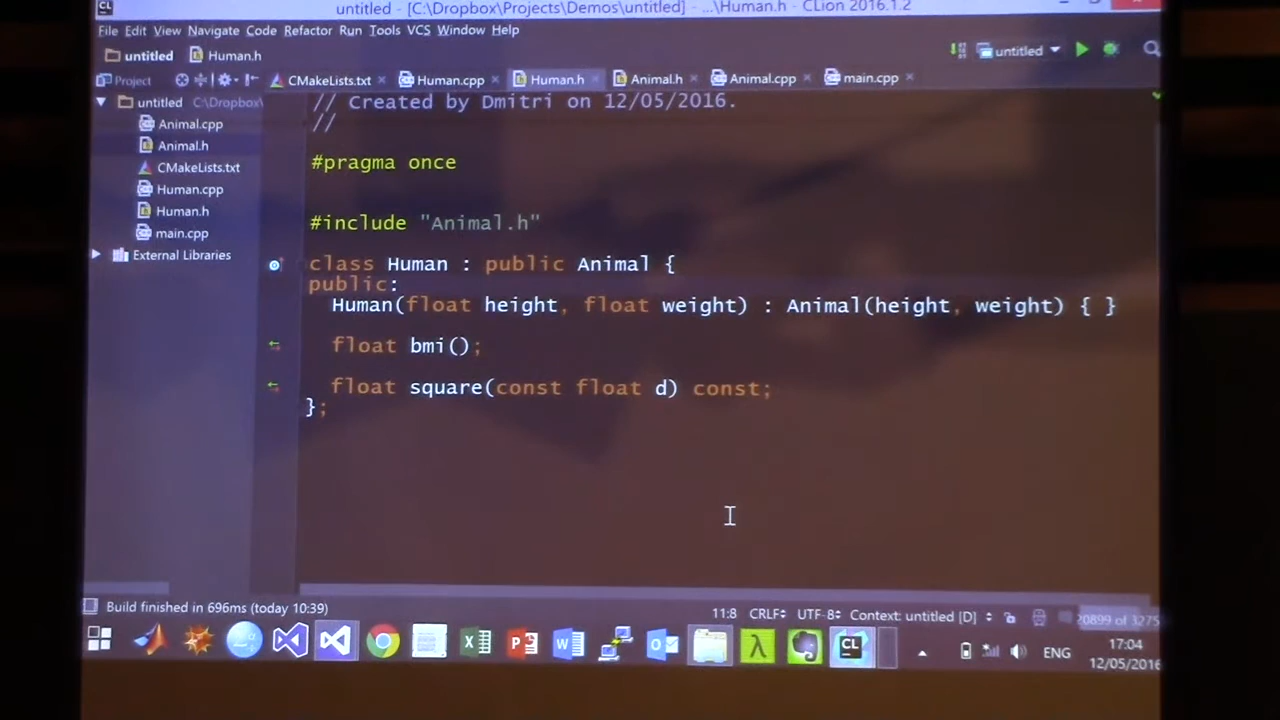 untitled - [C:\Dropbox\Projects\Demos\untitled] - ...\Human.h - CLion 2016.1.2
File Edit View Navigate Code Refactor Run Tools VCS Window Help
untitled Human.h untitled
Project CMakeLists.txt Human.cpp Human.h Animal.h Animal.cpp main.cpp
untitled C:\Dropbox\
Animal.cpp
Animal.h
CMakeLists.txt
Human.cpp
Human.h
main.cpp
External Libraries
// Created by Dmitri on 12/05/2016.
//
#pragma once
#include "Animal.h"
class Human : public Animal {
public:
Human(float height, float weight) : Animal(height, weight) { }
float bmi();
float square(const float d) const;
};
Build finished in 696ms (today 10:39) 11:8 CRLF UTF-8 Context: untitled [D] 20899 of 3275
CL ENG 17:04
12/05/2016